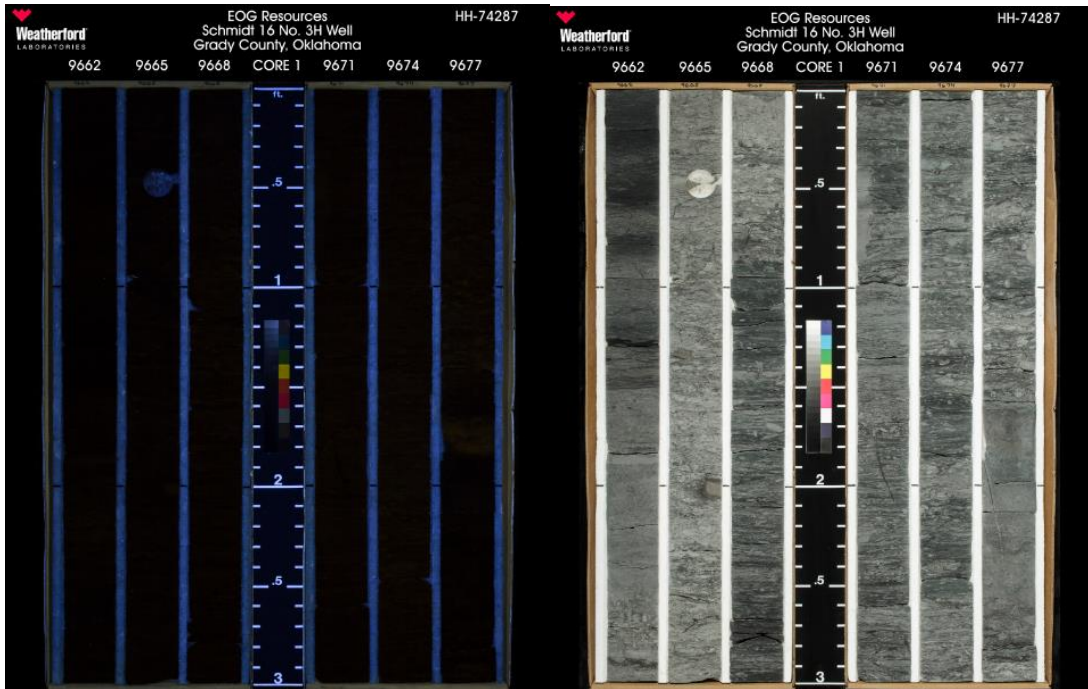 EOG Resources
Schmidt 16 No. 3H Well
Grady County, Oklahoma
HH-74287
Weatherford®
LABORATORIES
9662 9665 9668 CORE 1 9671 9674 9677
ft.
.5
1
2
.5
3
EOG Resources
Schmidt 16 No. 3H Well
Grady County, Oklahoma
HH-74287
Weatherford®
LABORATORIES
9662 9665 9668 CORE 1 9671 9674 9677
ft.
.5
1
2
.5
3